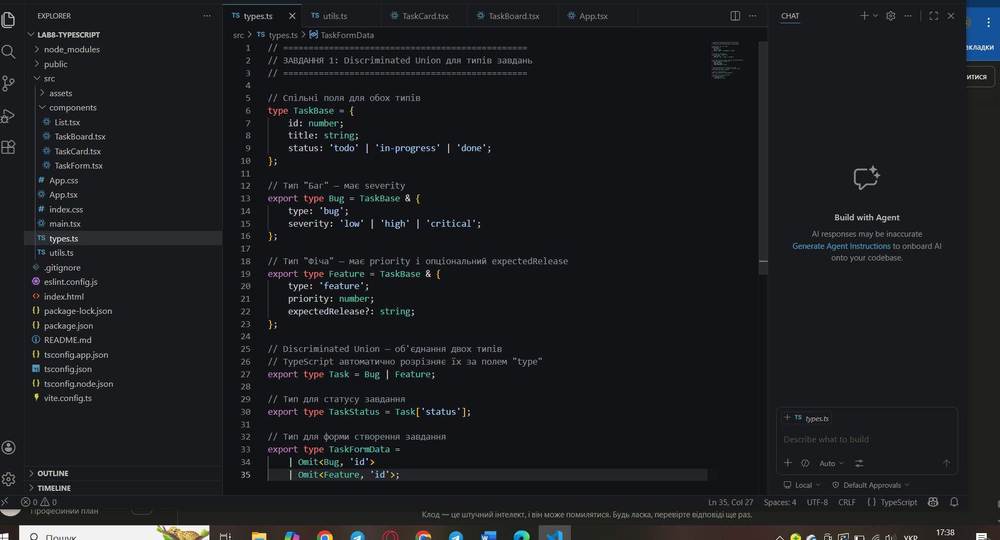 EXPLORER
LAB8-TYPESCRIPT
node_modules
public
src
assets
components
List.tsx
TaskBoard.tsx
TaskCard.tsx
TaskForm.tsx
App.css
App.tsx
index.css
main.tsx
types.ts
utils.ts
.gitignore
eslint.config.js
index.html
package-lock.json
package.json
README.md
tsconfig.app.json
tsconfig.json
tsconfig.node.json
vite.config.ts
OUTLINE
TIMELINE
TS types.ts
TS utils.ts
TaskCard.tsx
TaskBoard.tsx
App.tsx
src > TS types.ts > TaskFormData
1 // ================================================
2 // ЗАВДАННЯ 1: Discriminated Union для типів завдань
3 // ================================================
4
5 // Спільні поля для обох типів
6 type TaskBase = {
7 id: number;
8 title: string;
9 status: 'todo' | 'in-progress' | 'done';
10 };
11
12 // Тип "Баг" — має severity
13 export type Bug = TaskBase & {
14 type: 'bug';
15 severity: 'low' | 'high' | 'critical';
16 };
17
18 // Тип "Фіча" — має priority і опціональний expectedRelease
19 export type Feature = TaskBase & {
20 type: 'feature';
21 priority: number;
22 expectedRelease?: string;
23 };
24
25 // Discriminated Union — об'єднання двох типів
26 // TypeScript автоматично розрізняє їх за полем "type"
27 export type Task = Bug | Feature;
28
29 // Тип для статусу завдання
30 export type TaskStatus = Task['status'];
31
32 // Тип для форми створення завдання
33 export type TaskFormData =
34 | Omit<Bug, 'id'>
35 | Omit<Feature, 'id'>;
CHAT
Build with Agent
AI responses may be inaccurate
Generate Agent Instructions to onboard AI
onto your codebase.
TS types.ts
Describe what to build
Auto
Local
Default Approvals
акладки
итися
0 0
Ln 35, Col 27
Spaces: 4
UTF-8
CRLF
{ } TypeScript
Професійний план
Клод — це штучний інтелект, і він може помилятися. Будь ласка, перевірте відповіді ще раз.
Пошук
УКР
17:38